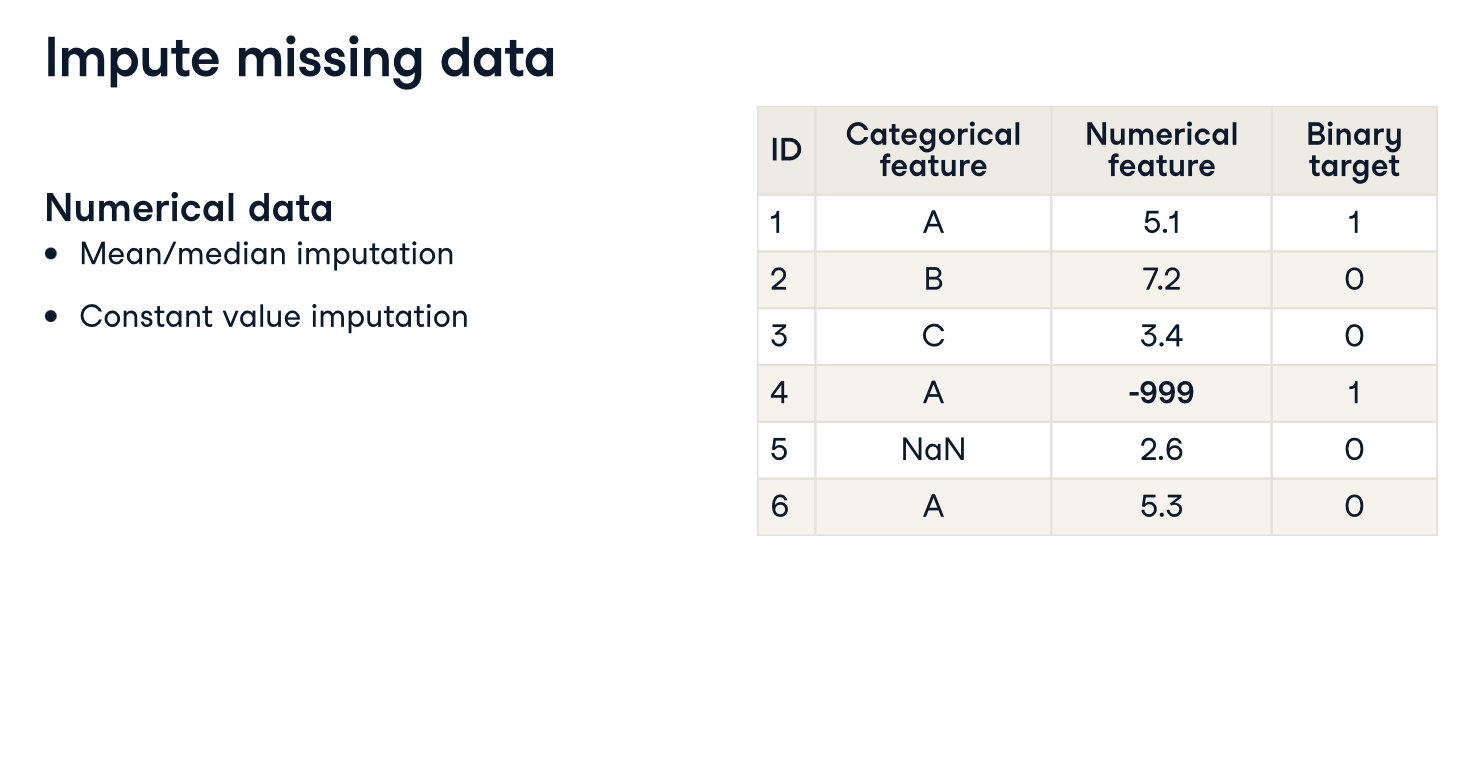 Impute missing data
Numerical data
• Mean/median imputation
• Constant value imputation
ID Categorical feature Numerical feature Binary target
1 A 5.1 1
2 B 7.2 0
3 C 3.4 0
4 A -999 1
5 NaN 2.6 0
6 A 5.3 0